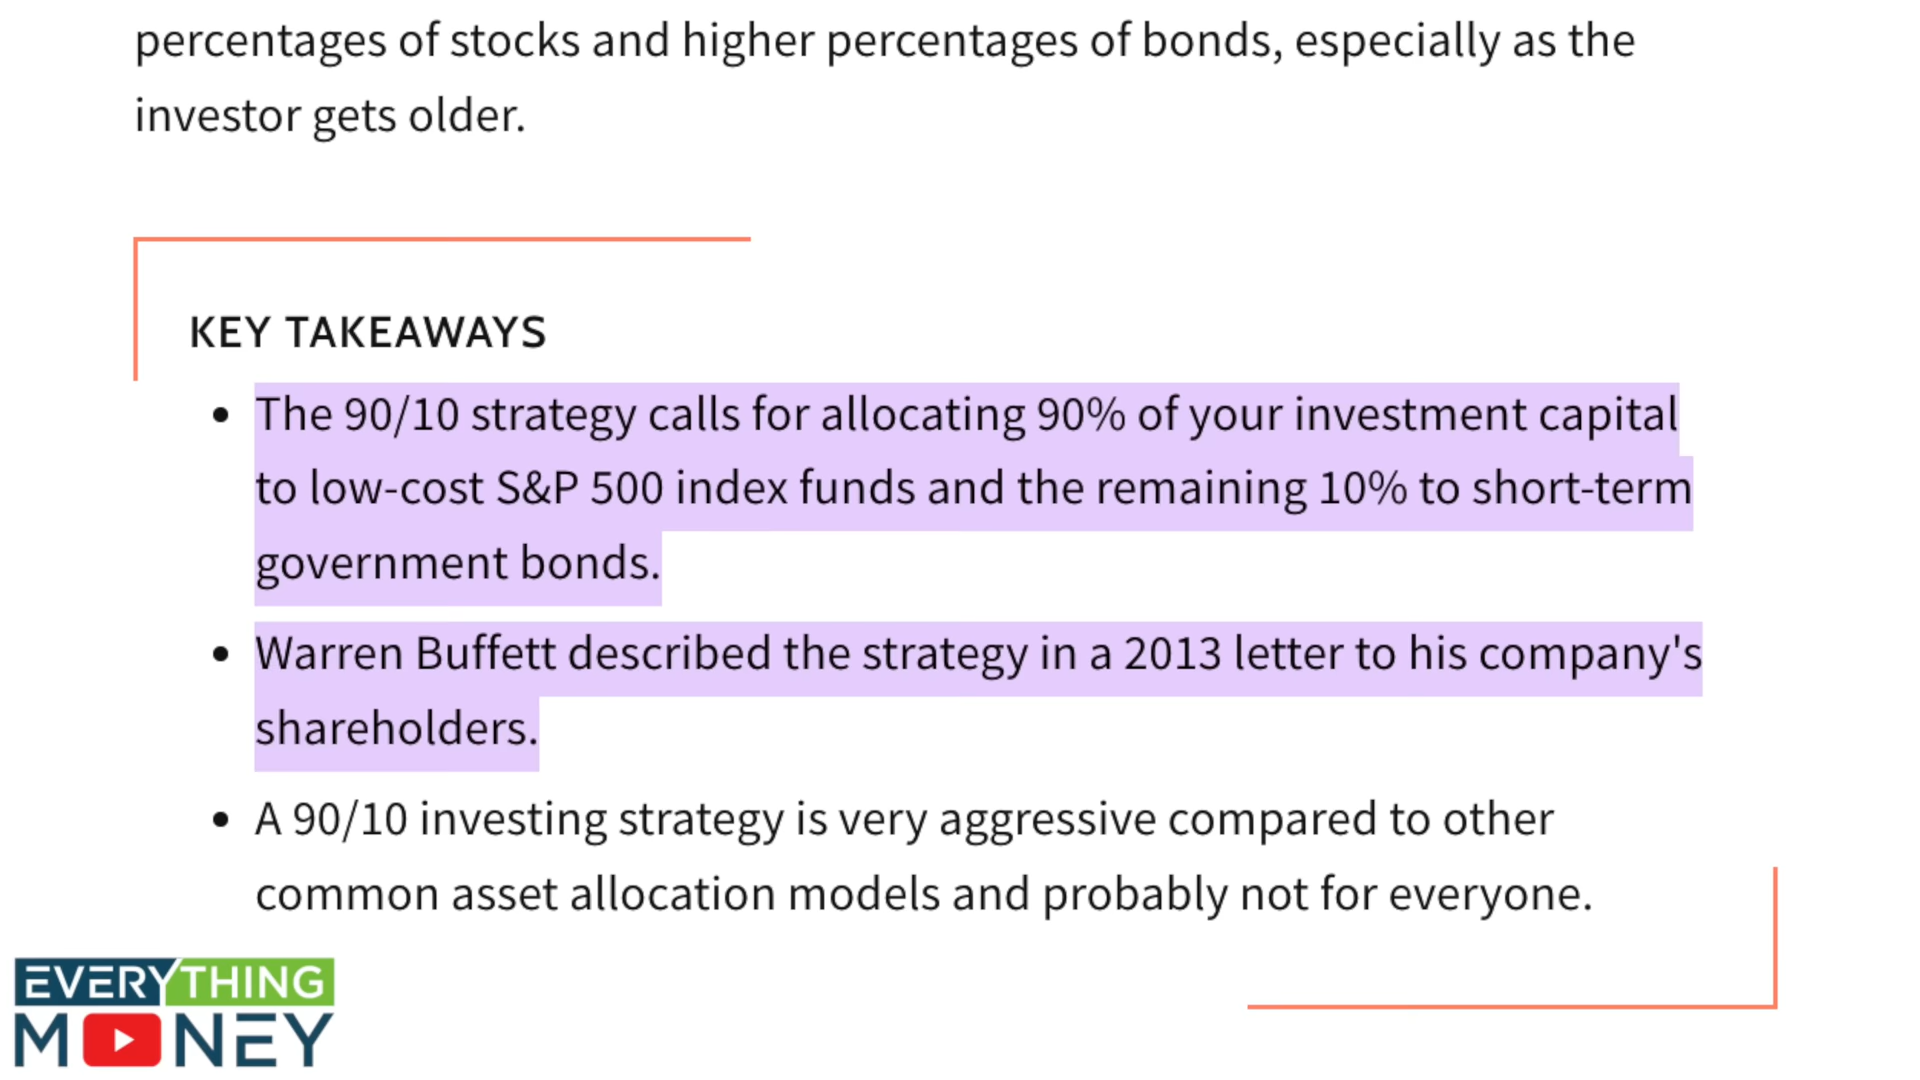 percentages of stocks and higher percentages of bonds, especially as the
investor gets older.
KEY TAKEAWAYS
• The 90/10 strategy calls for allocating 90% of your investment capital
to low-cost S&P 500 index funds and the remaining 10% to short-term
government bonds.
• Warren Buffett described the strategy in a 2013 letter to his company's
shareholders.
• A 90/10 investing strategy is very aggressive compared to other
common asset allocation models and probably not for everyone.
EVERYTHING
MONEY